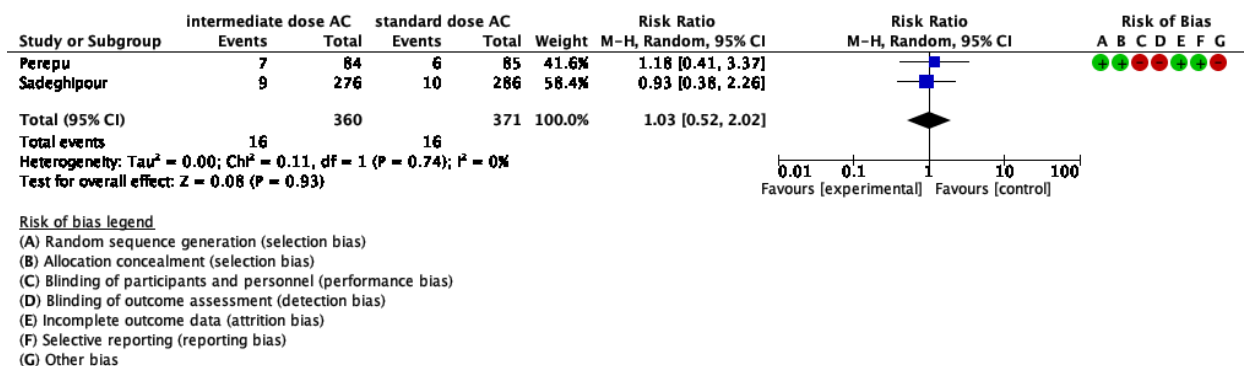 intermediate dose AC standard dose AC Risk Ratio Risk Ratio Risk of Bias
Study or Subgroup Events Total Events Total Weight M-H, Random, 95% CI M-H, Random, 95% CI A B C D E F G
Perepu 7 84 6 85 41.6% 1.18 [0.41, 3.37] + + - - + + -
Sadeghipour 9 276 10 286 58.4% 0.93 [0.38, 2.26]
Total (95% CI) 360 371 100.0% 1.03 [0.52, 2.02]
Total events 16 16
Heterogeneity: Tau² = 0.00; Chi² = 0.11, df = 1 (P = 0.74); I² = 0%
Test for overall effect: Z = 0.08 (P = 0.93)
0.01 0.1 1 10 100
Favours [experimental] Favours [control]
Risk of bias legend
(A) Random sequence generation (selection bias)
(B) Allocation concealment (selection bias)
(C) Blinding of participants and personnel (performance bias)
(D) Blinding of outcome assessment (detection bias)
(E) Incomplete outcome data (attrition bias)
(F) Selective reporting (reporting bias)
(G) Other bias